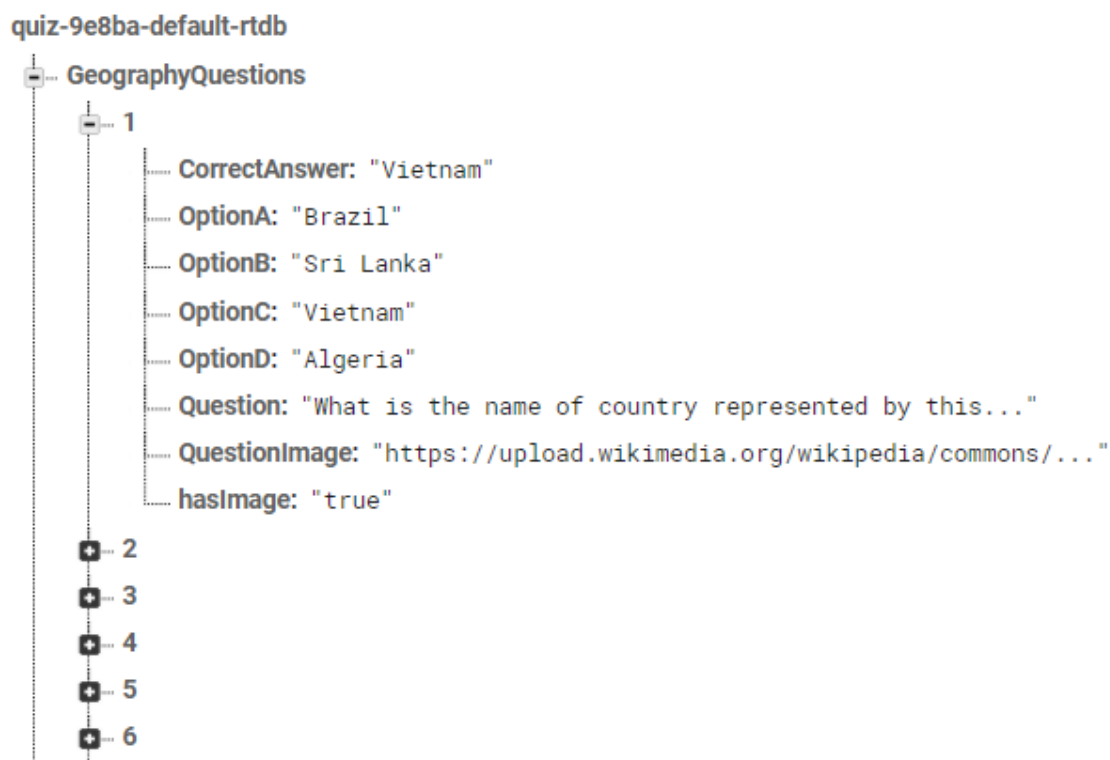 quiz-9e8ba-default-rtdb
GeographyQuestions
1
CorrectAnswer: "Vietnam"
OptionA: "Brazil"
OptionB: "Sri Lanka"
OptionC: "Vietnam"
OptionD: "Algeria"
Question: "What is the name of country represented by this..."
QuestionImage: "https://upload.wikimedia.org/wikipedia/commons/..."
hasImage: "true"
2
3
4
5
6